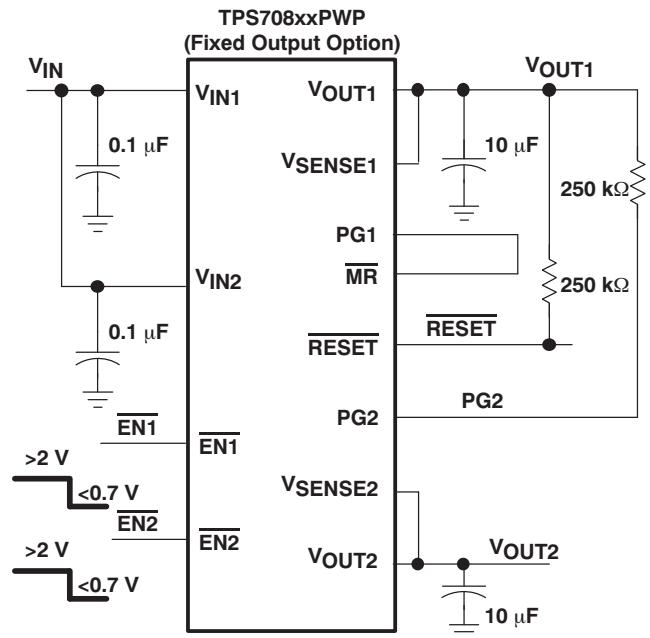 TPS708xxPWP
(Fixed Output Option)
VIN
VIN1
VOUT1
VOUT1
0.1 μF
10 μF
VSENSE1
250 kΩ
PG1
MR
VIN2
250 kΩ
0.1 μF
RESET
RESET
PG2
PG2
EN1
EN1
>2 V
<0.7 V
VSENSE2
EN2
EN2
>2 V
<0.7 V
VOUT2
VOUT2
10 μF